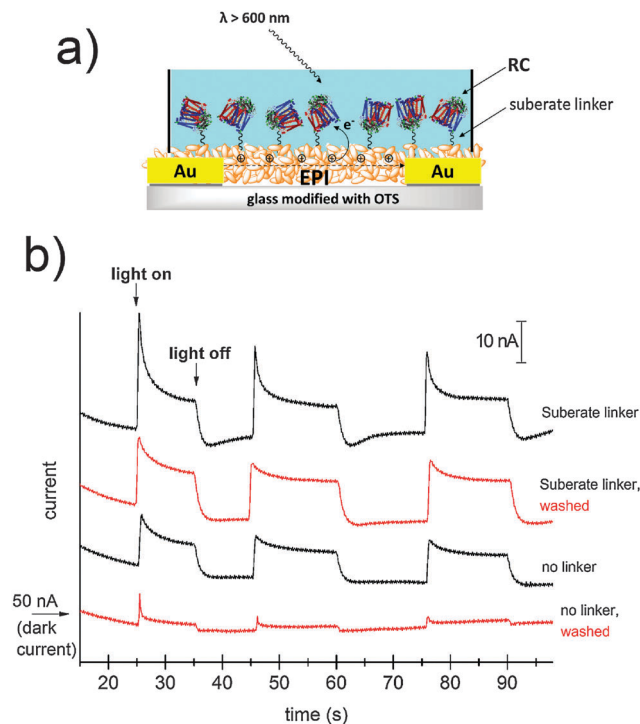 a)
λ > 600 nm
RC
suberate linker
e-
Au
EPI
Au
glass modified with OTS
b)
light on
light off
10 nA
Suberate linker
Suberate linker,
washed
no linker
no linker,
washed
current
50 nA
(dark
current)
20 30 40 50 60 70 80 90
time (s)